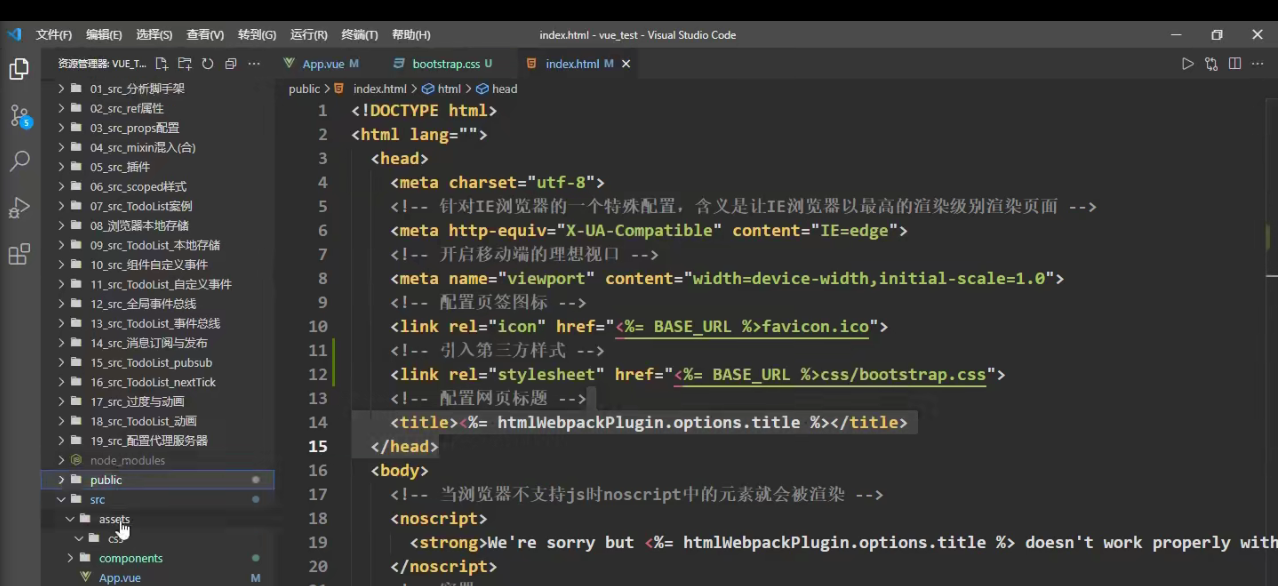 文件(F) 编辑(E) 选择(S) 查看(V) 转到(G) 运行(R) 终端(T) 帮助(H) index.html - vue_test - Visual Studio Code
资源管理器: VUE_T... App.vue M bootstrap.css U index.html M
public > index.html > html > head
01_src_分析脚手架
02_src_ref属性
03_src_props配置
04_src_mixin混入(合)
05_src_插件
06_src_scoped样式
07_src_TodoList案例
08_浏览器本地存储
09_src_TodoList_本地存储
10_src_组件自定义事件
11_src_TodoList_自定义事件
12_src_全局事件总线
13_src_TodoList_事件总线
14_src_消息订阅与发布
15_src_TodoList_pubsub
16_src_TodoList_nextTick
17_src_过度与动画
18_src_TodoList_动画
19_src_配置代理服务器
node_modules
public
src
assets
css
components
App.vue M
5
1 <!DOCTYPE html>
2 <html lang="">
3 <head>
4 <meta charset="utf-8">
5 <!-- 针对IE浏览器的一个特殊配置，含义是让IE浏览器以最高的渲染级别渲染页面 -->
6 <meta http-equiv="X-UA-Compatible" content="IE=edge">
7 <!-- 开启移动端的理想视口 -->
8 <meta name="viewport" content="width=device-width,initial-scale=1.0">
9 <!-- 配置页签图标 -->
10 <link rel="icon" href="<%= BASE_URL %>favicon.ico">
11 <!-- 引入第三方样式 -->
12 <link rel="stylesheet" href="<%= BASE_URL %>css/bootstrap.css">
13 <!-- 配置网页标题 -->
14 <title><%= htmlWebpackPlugin.options.title %></title>
15 </head>
16 <body>
17 <!-- 当浏览器不支持js时noscript中的元素就会被渲染 -->
18 <noscript>
19 <strong>We're sorry but <%= htmlWebpackPlugin.options.title %> doesn't work properly with
20 </noscript>